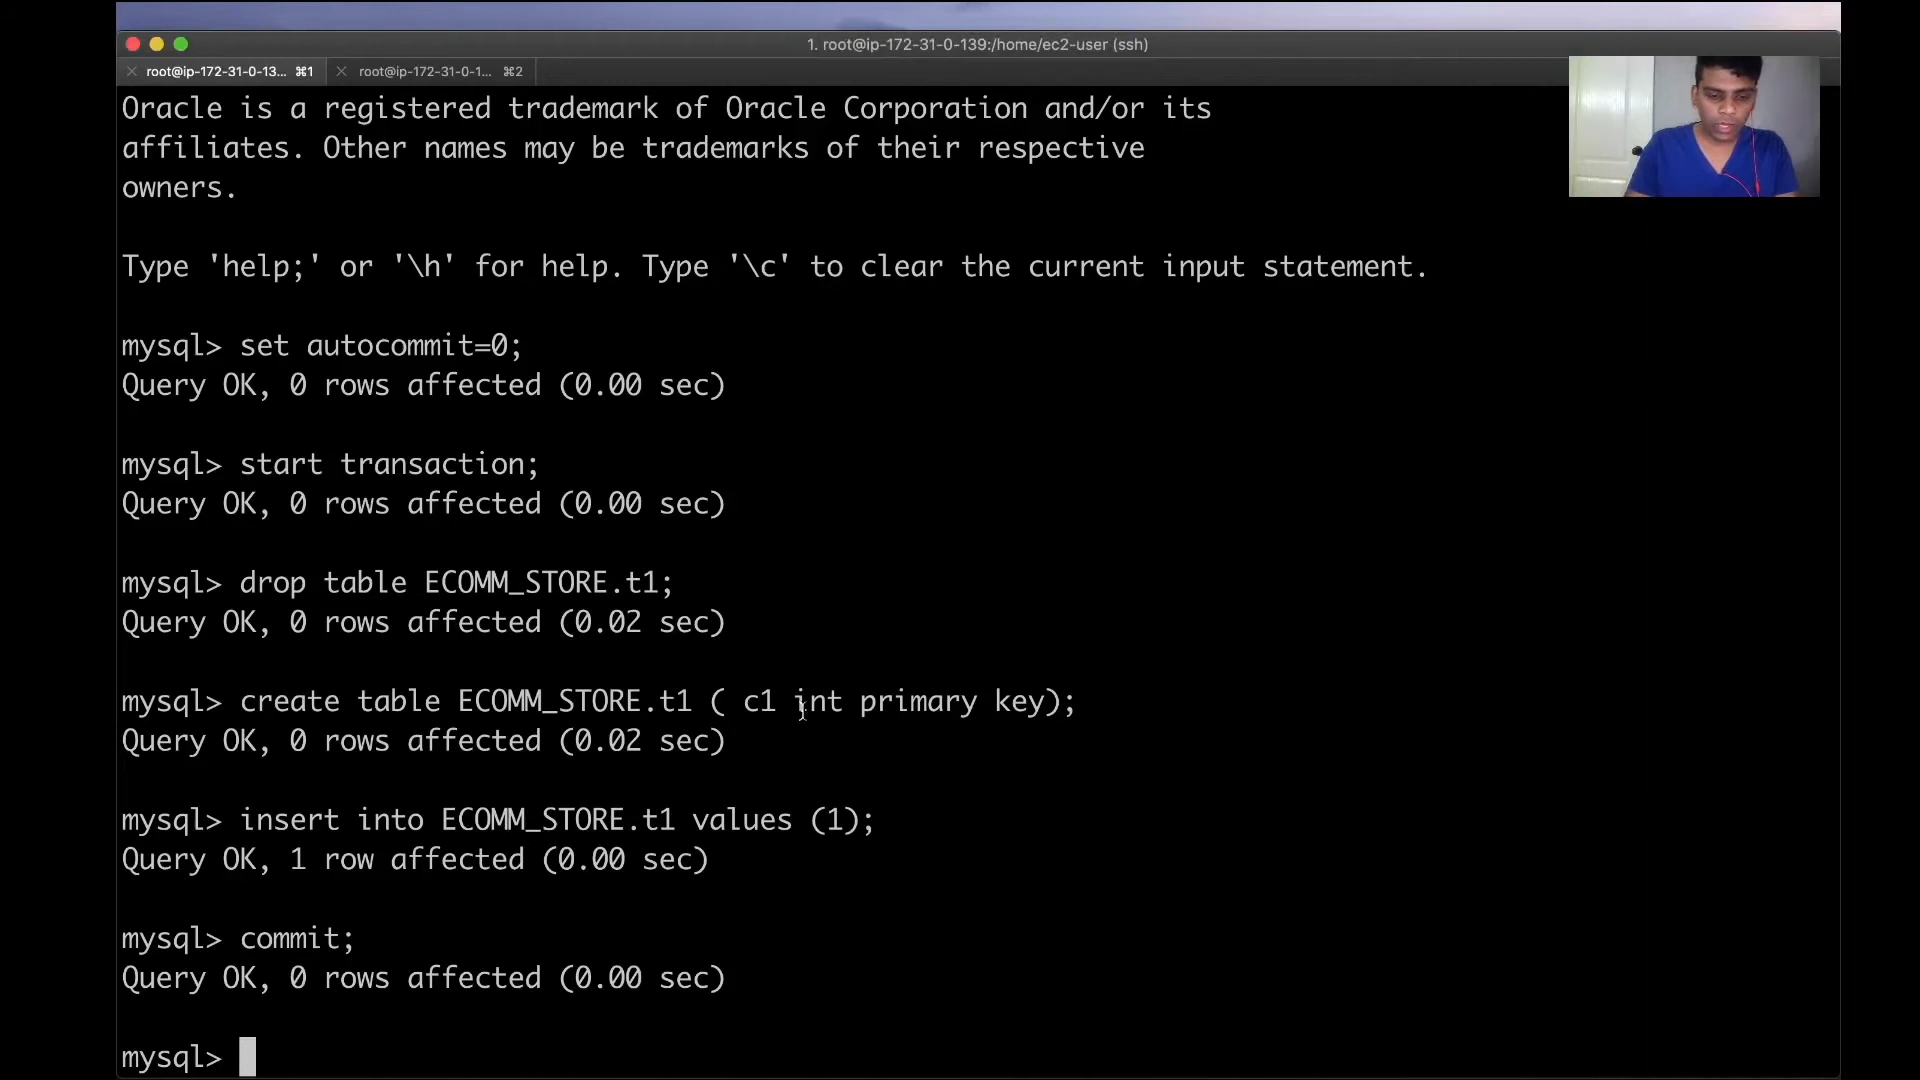 1. root@ip-172-31-0-139:/home/ec2-user (ssh)
root@ip-172-31-0-13... ⌘1 root@ip-172-31-0-1... ⌘2
Oracle is a registered trademark of Oracle Corporation and/or its
affiliates. Other names may be trademarks of their respective
owners.
Type 'help;' or '\h' for help. Type '\c' to clear the current input statement.
mysql> set autocommit=0;
Query OK, 0 rows affected (0.00 sec)
mysql> start transaction;
Query OK, 0 rows affected (0.00 sec)
mysql> drop table ECOMM_STORE.t1;
Query OK, 0 rows affected (0.02 sec)
mysql> create table ECOMM_STORE.t1 ( c1 int primary key);
Query OK, 0 rows affected (0.02 sec)
mysql> insert into ECOMM_STORE.t1 values (1);
Query OK, 1 row affected (0.00 sec)
mysql> commit;
Query OK, 0 rows affected (0.00 sec)
mysql>